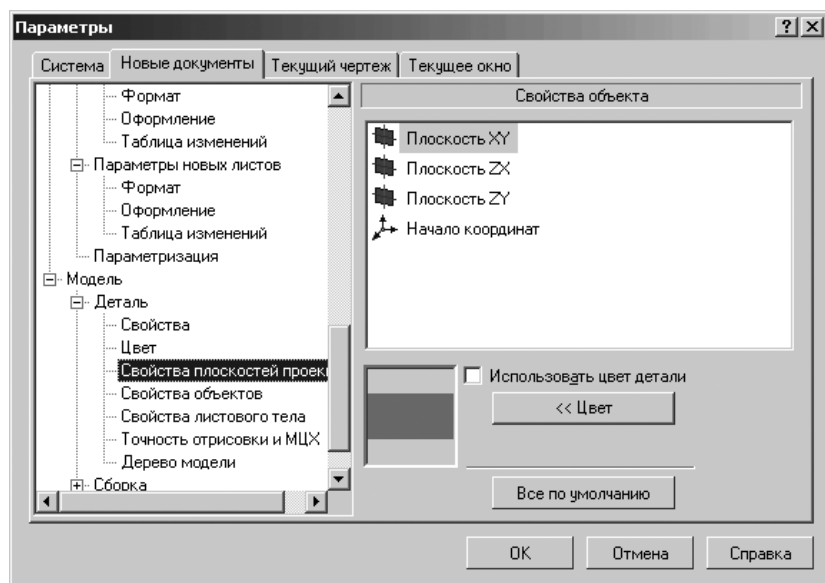 Параметры
Система Новые документы Текущий чертеж Текущее окно
Формат
Оформление
Таблица изменений
Параметры новых листов
Формат
Оформление
Таблица изменений
Параметризация
Модель
Деталь
Свойства
Цвет
Свойства плоскостей проек
Свойства объектов
Свойства листового тела
Точность отрисовки и МЦХ
Дерево модели
Сборка
Свойства объекта
Плоскость XY
Плоскость ZX
Плоскость ZY
Начало координат
Использовать цвет детали
<< Цвет
Все по умолчанию
OK Отмена Справка